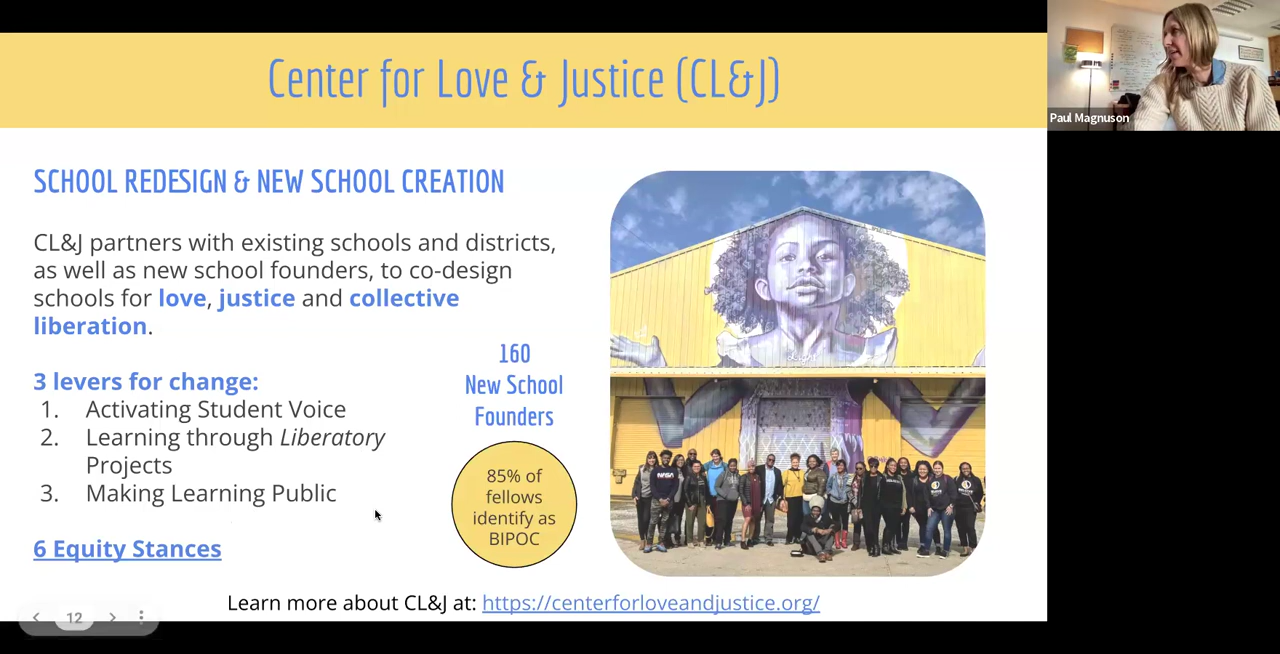 Center for Love & Justice (CL&J)
Paul Magnuson
SCHOOL REDESIGN & NEW SCHOOL CREATION
CL&J partners with existing schools and districts,
as well as new school founders, to co-design
schools for love, justice and collective
liberation.
3 levers for change:
1. Activating Student Voice
2. Learning through Liberatory
Projects
3. Making Learning Public
6 Equity Stances
160
New School
Founders
85% of
fellows
identify as
BIPOC
NASA
Learn more about CL&J at: https://centerforloveandjustice.org/
12